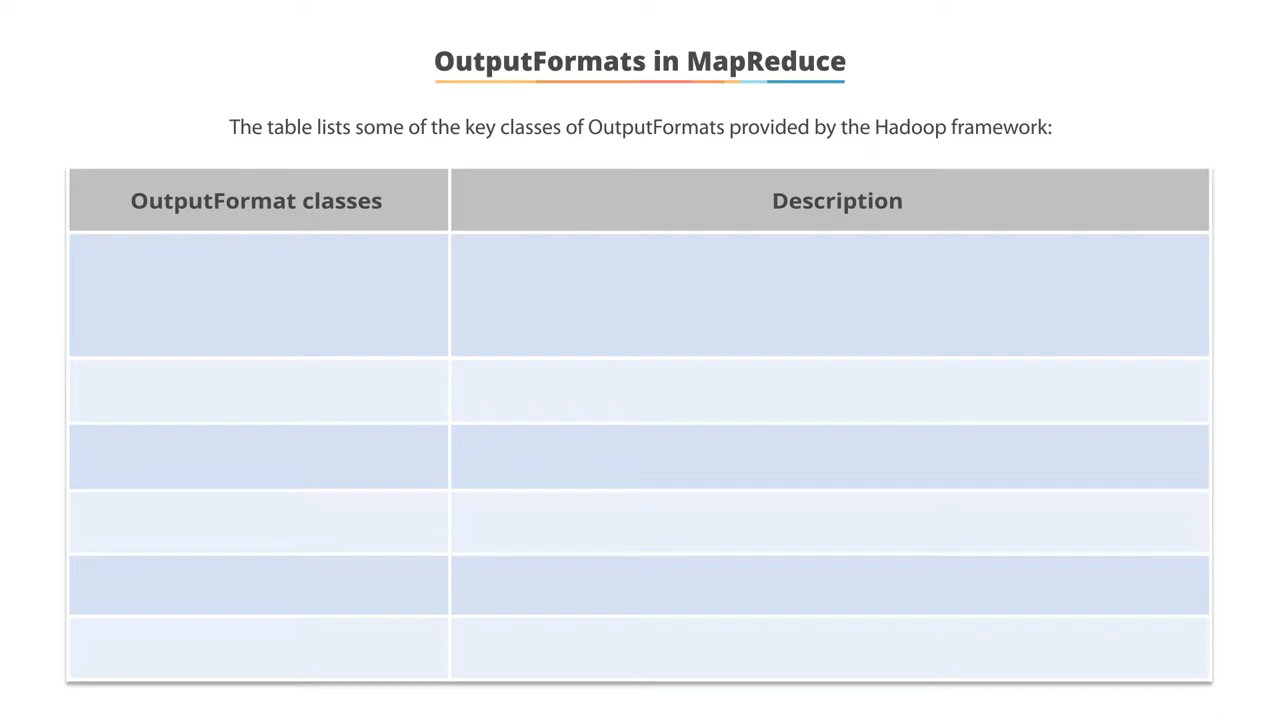 OutputFormats in MapReduce
The table lists some of the key classes of OutputFormats provided by the Hadoop framework:
OutputFormat classes
Description